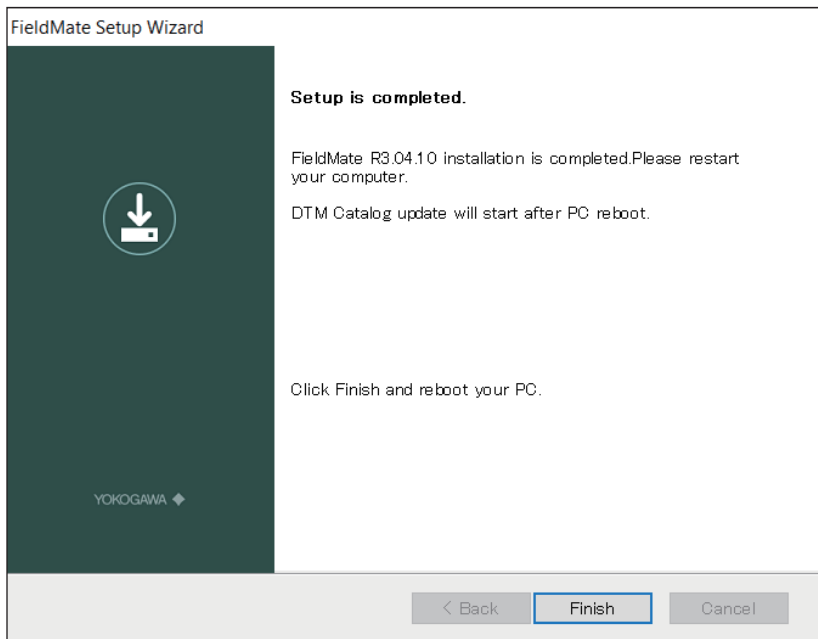 FieldMate Setup Wizard
Setup is completed.
FieldMate R3.04.10 installation is completed.Please restart
your computer.
DTM Catalog update will start after PC reboot.
Click Finish and reboot your PC.
YOKOGAWA
< Back
Finish
Cancel